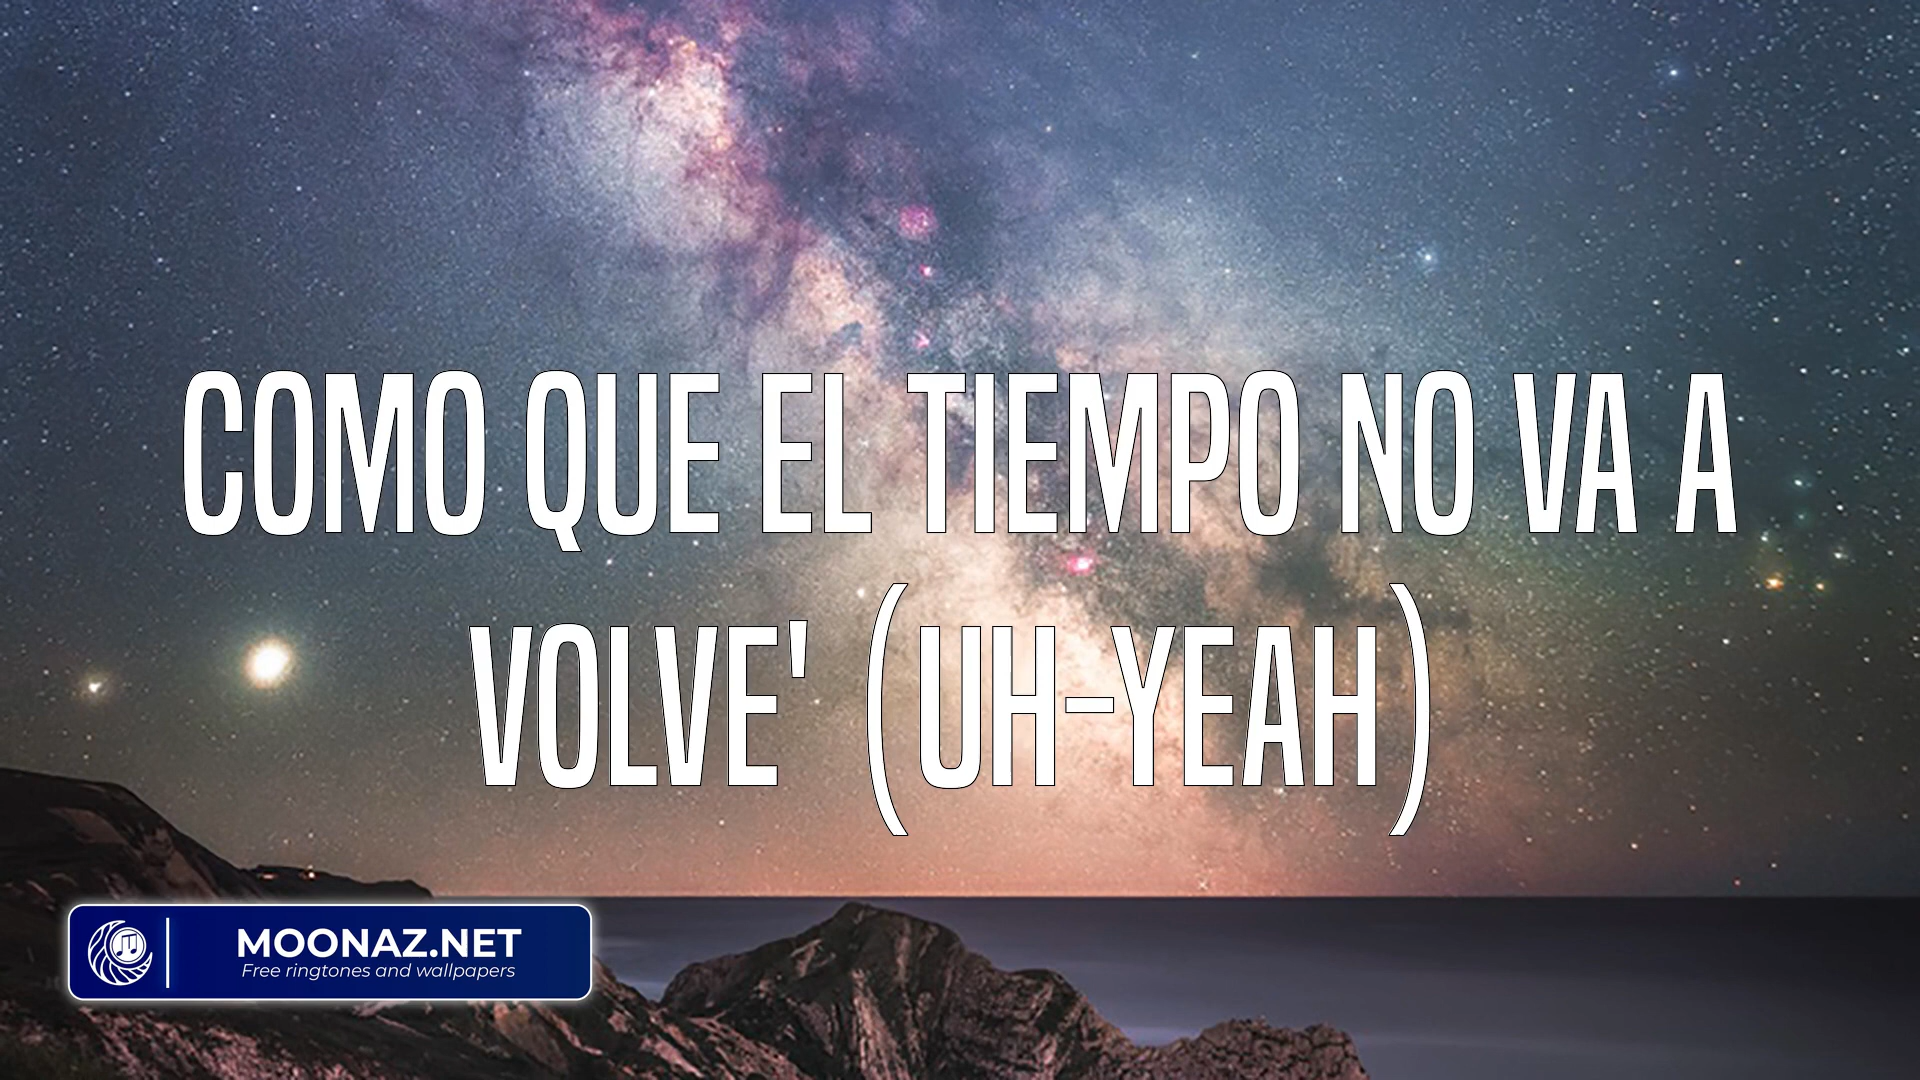 COMO QUE EL TIEMPO NO VA A
VOLVE' (UH-YEAH)
MOONAZ.NET
Free ringtones and wallpapers